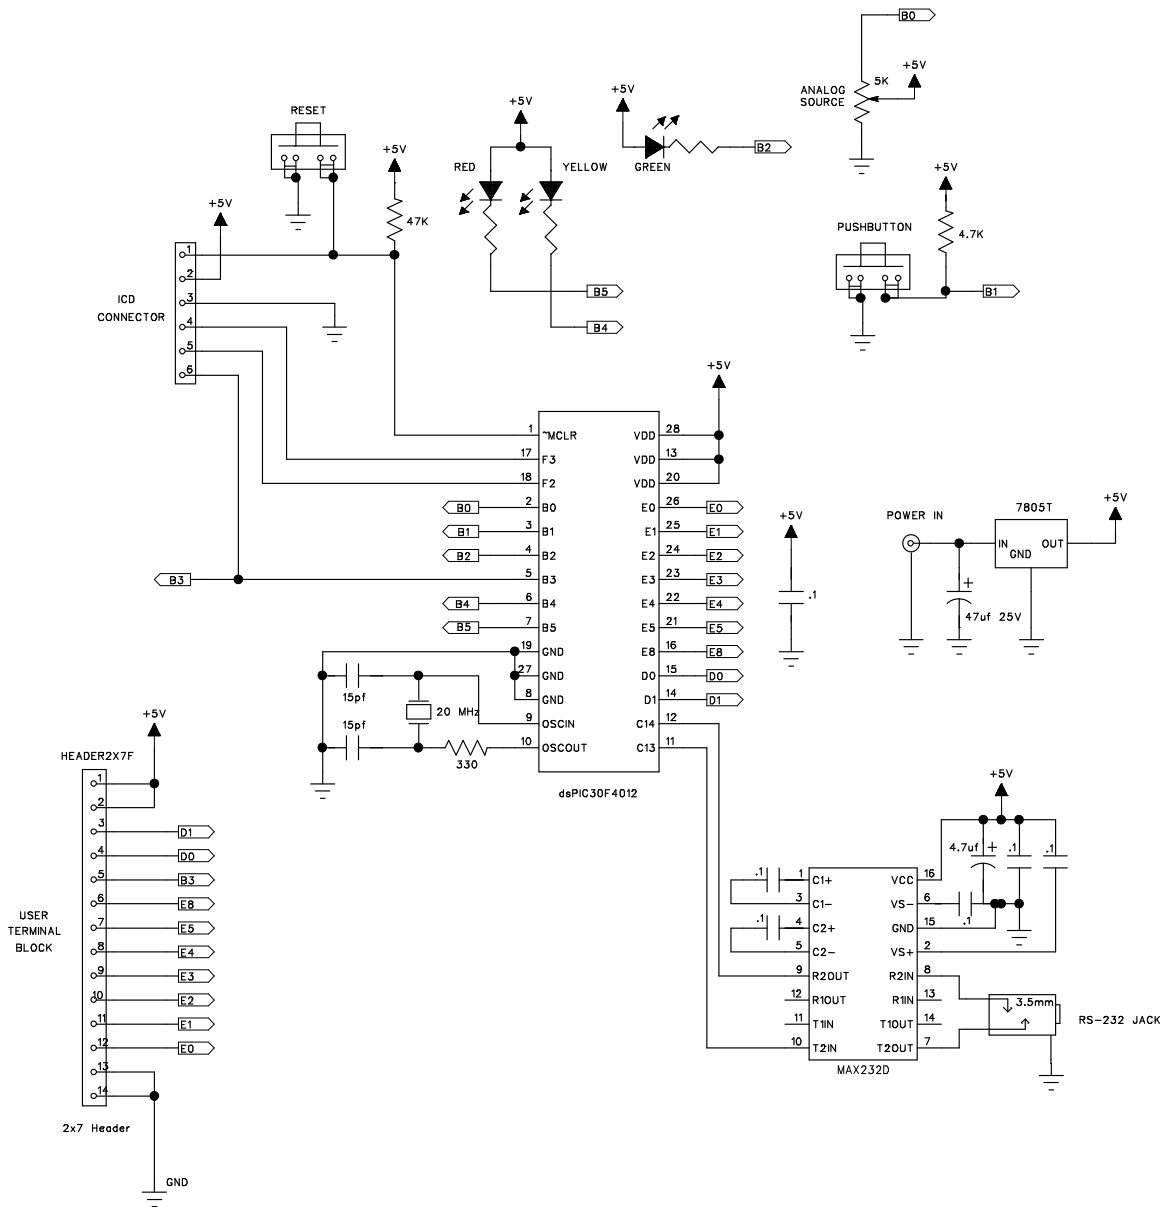 B0
+5V
5K
ANALOG
SOURCE
+5V
+5V
RESET
B2
GREEN
+5V
RED
YELLOW
+5V
+5V
47K
4.7K
PUSHBUTTON
+5V
B1
B5
B4
ICD
CONNECTOR
1
2
3
4
5
6
+5V
1 ~MCLR VDD 28
17 F3 VDD 13
18 F2 VDD 20
B0 2 B0 E0 26 E0
B1 3 B1 E1 25 E1
B2 4 B2 E2 24 E2
B3 5 B3 E3 23 E3
B4 6 B4 E4 22 E4
B5 7 B5 E5 21 E5
19 GND E8 16 E8
27 GND D0 15 D0
8 GND D1 14 D1
9 OSCIN C14 12
10 OSCOUT C13 11
dsPIC30F4012
15pf
15pf
20 MHz
330
+5V
.1
POWER IN
7805T
IN OUT
GND
+5V
+
47uf 25V
+5V
HEADER2X7F
1
2
3 D1
4 D0
5 B3
6 E8
7 E5
8 E4
9 E3
10 E2
11 E1
12 E0
13
14
USER
TERMINAL
BLOCK
2x7 Header
GND
+5V
4.7uf +
.1
.1
.1
.1
.1
1 C1+ VCC 16
3 C1- VS- 6
4 C2+ GND 15
5 C2- VS+ 2
9 R2OUT R2IN 8
12 R1OUT R1IN 13
11 T1IN T1OUT 14
10 T2IN T2OUT 7
MAX232D
3.5mm
RS-232 JACK